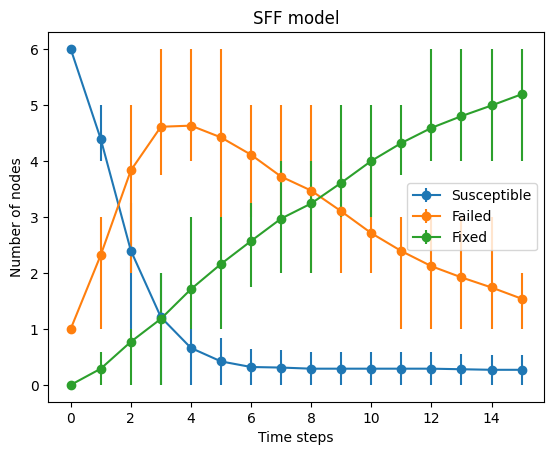 SFF model
6
5
4
3
2
1
0
Number of nodes
Susceptible
Failed
Fixed
0 2 4 6 8 10 12 14
Time steps